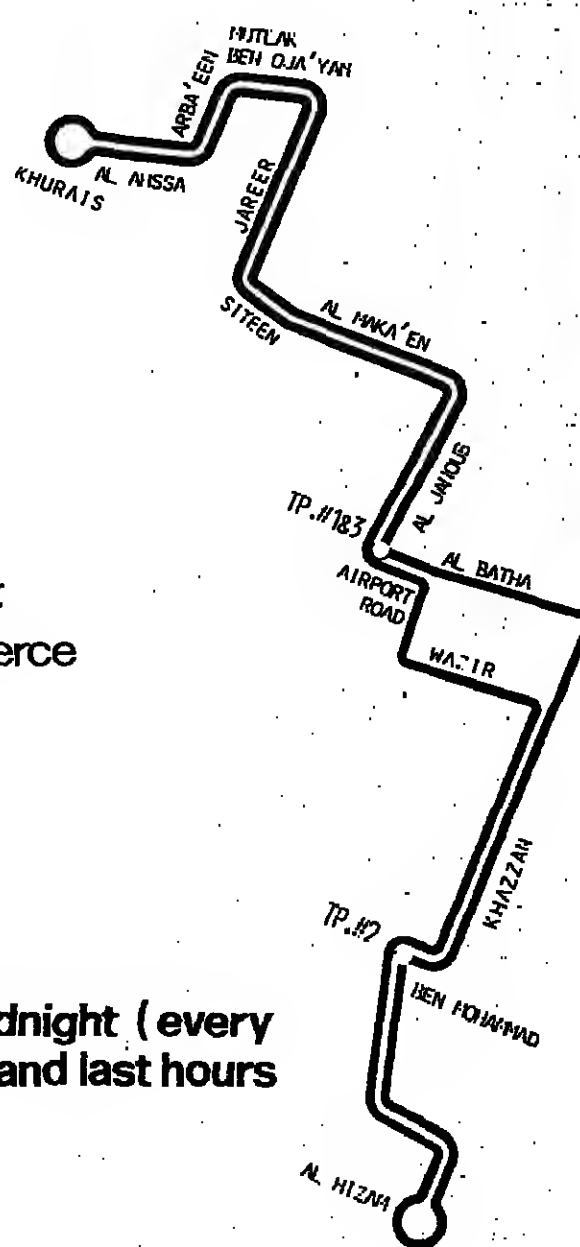 MUTLAK
BEN OJA'YAN
ARBA'EEN
AL AHSSA
KHURAIS
JAREER
SITEEN
AL MAKA'EN
AL JANOUB
TP.#1&3
AL BATHA
AIRPORT
ROAD
erce
WAZIR
KHAZZAN
TP.#2
BEN MOHAMMAD
dnight (every
and last hours
AL HIZAM